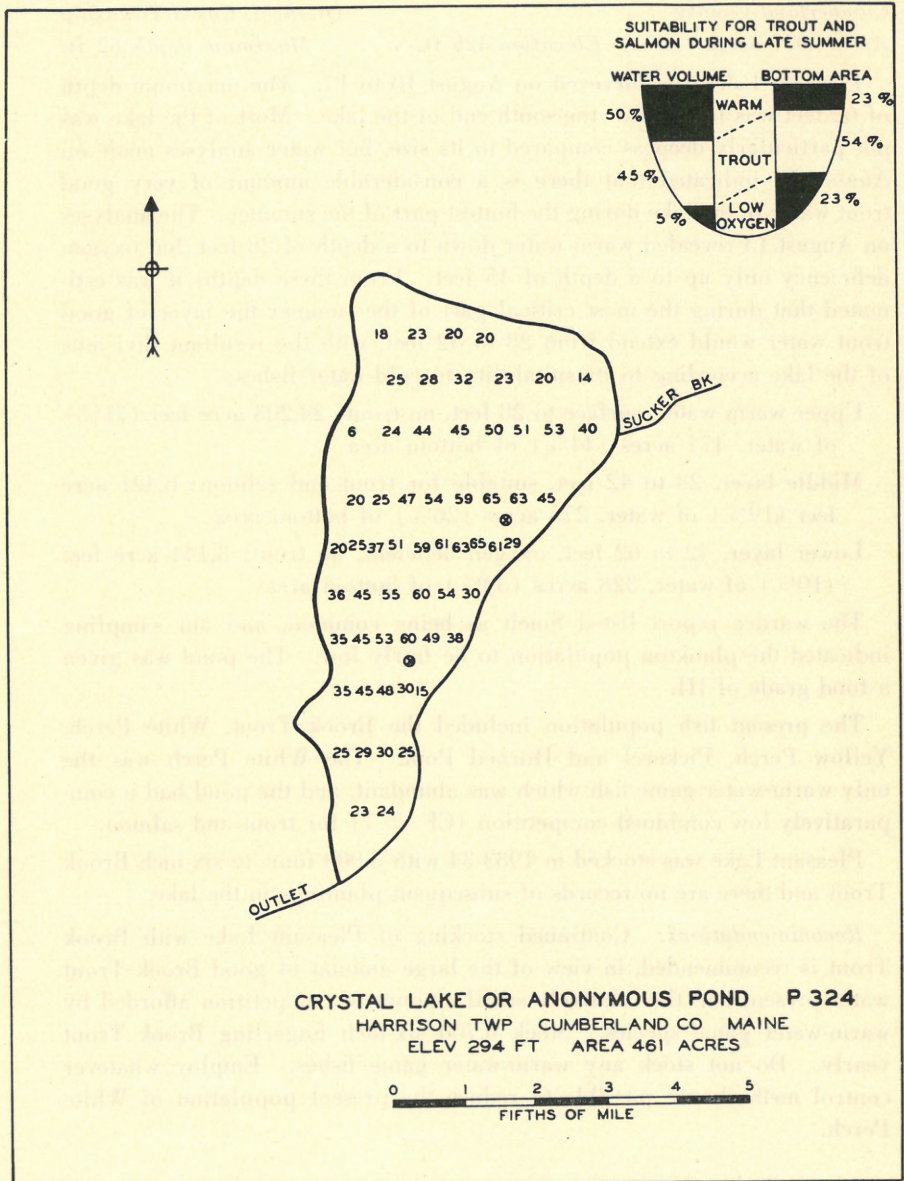 SUITABILITY FOR TROUT AND
SALMON DURING LATE SUMMER
WATER VOLUME BOTTOM AREA
50% WARM 23%
45% TROUT 54%
5% LOW OXYGEN 23%
18 23 20 20
25 28 32 23 20 14
SUCKER BK.
6 24 44 45 50 51 53 40
20 25 47 54 59 65 63 45
20 25 37 51 59 61 63 65 61 29
36 45 55 60 54 30
35 45 53 60 49 38
35 45 48 30 15
25 29 30 25
23 24
OUTLET
CRYSTAL LAKE OR ANONYMOUS POND P 324
HARRISON TWP CUMBERLAND CO MAINE
ELEV 294 FT AREA 461 ACRES
0 1 2 3 4 5
FIFTHS OF MILE